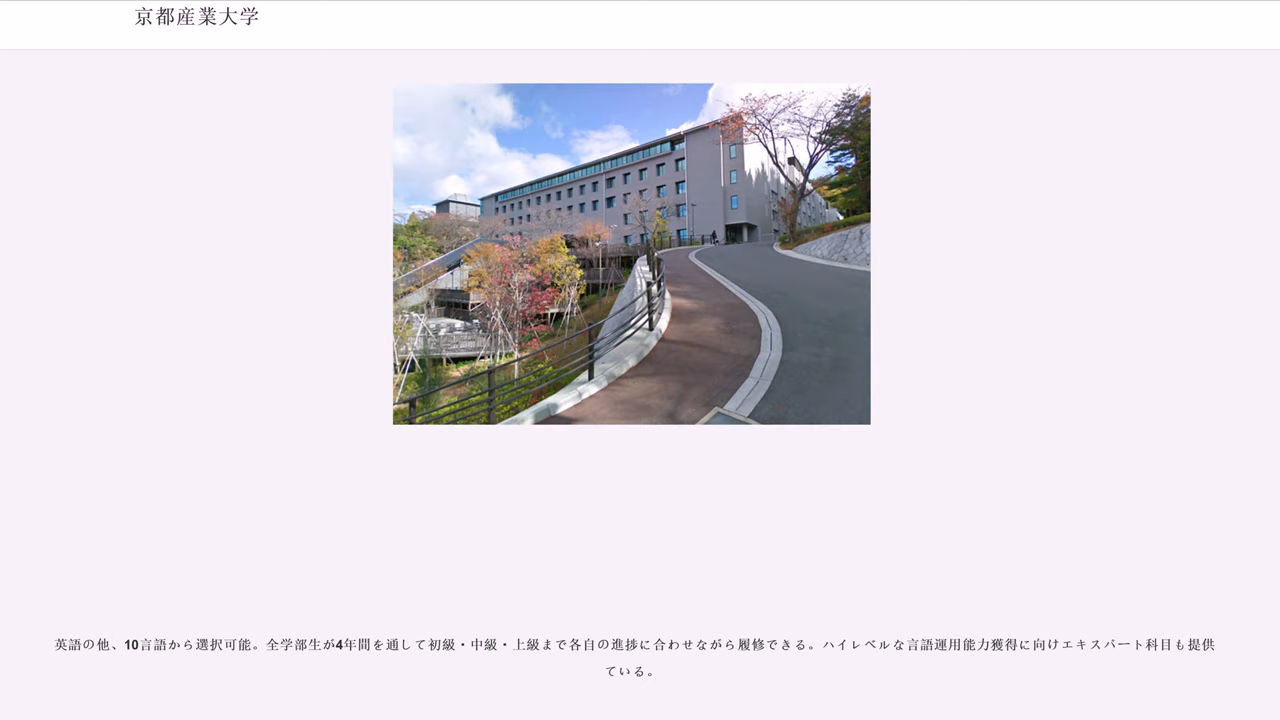 京都産業大学
英語の他、10言語から選択可能。全学部生が4年間を通して初級・中級・上級まで各自の進捗に合わせながら履修できる。ハイレベルな言語運用能力獲得に向けエキスパート科目も提供
ている。